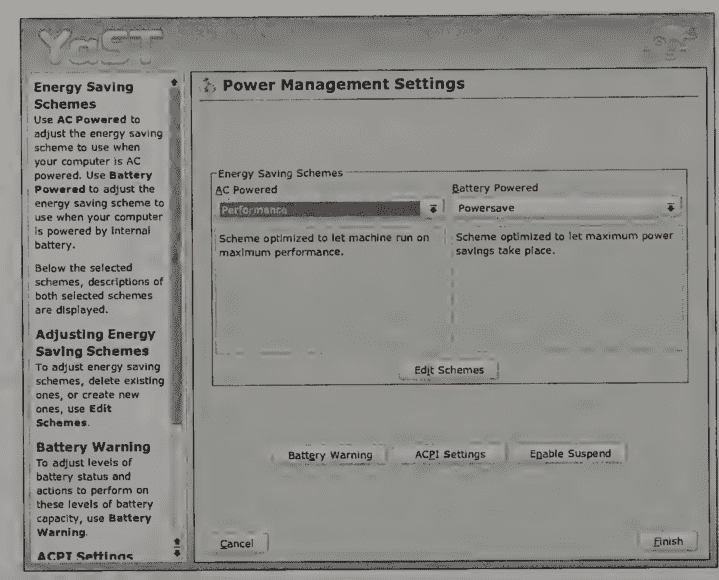 YaST
Energy Saving
Schemes
Use AC Powered to
adjust the energy saving
scheme to use when
your computer is AC
powered. Use Battery
Powered to adjust the
energy saving scheme to
use when your computer
is powered by internal
battery.
Below the selected
schemes, descriptions of
both selected schemes
are displayed.
Adjusting Energy
Saving Schemes
To adjust energy saving
schemes, delete existing
ones, or create new
ones, use Edit
Schemes.
Battery Warning
To adjust levels of
battery status and
actions to perform on
these levels of battery
capacity, use Battery
Warning.
ACPI Settings
Power Management Settings
Energy Saving Schemes
AC Powered
Performance
Scheme optimized to let machine run on
maximum performance.
Battery Powered
Powersave
Scheme optimized to let maximum power
savings take place.
Edit Schemes
Battery Warning
ACPI Settings
Enable Suspend
Cancel
Finish